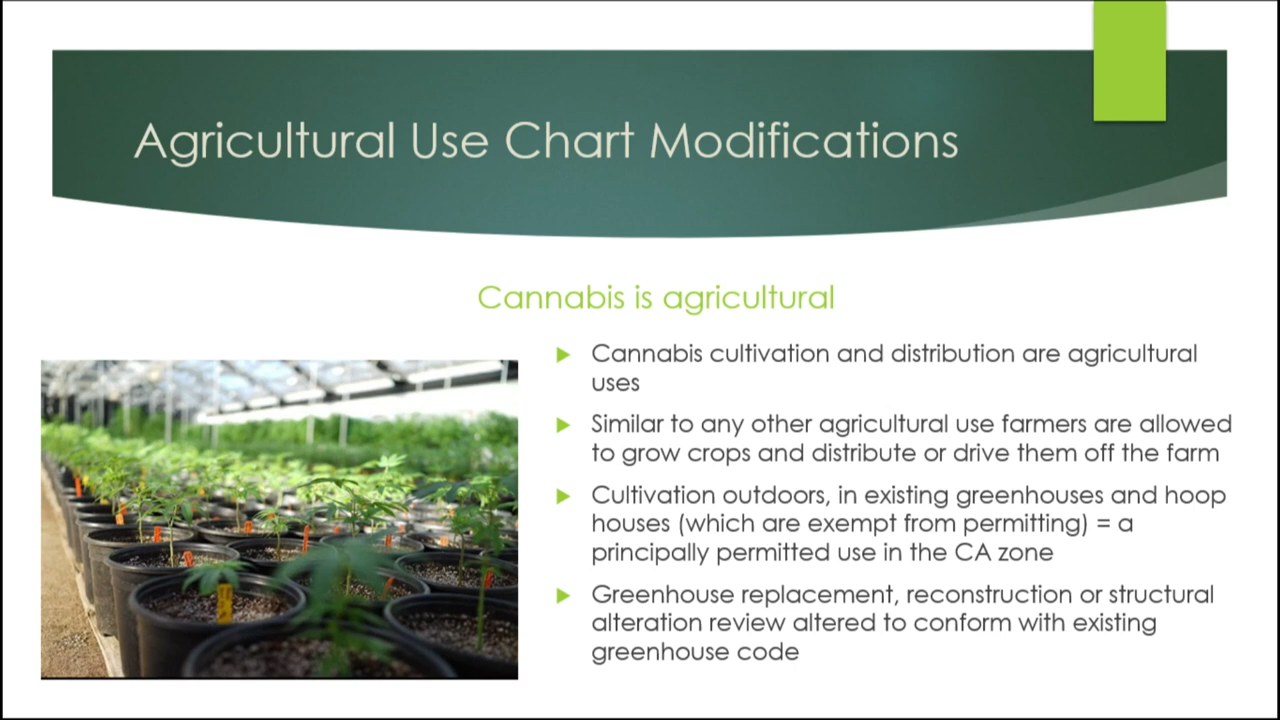 Agricultural Use Chart Modifications
Cannabis is agricultural
Cannabis cultivation and distribution are agricultural
uses
Similar to any other agricultural use farmers are allowed
to grow crops and distribute or drive them off the farm
Cultivation outdoors, in existing greenhouses and hoop
houses (which are exempt from permitting) = a
principally permitted use in the CA zone
Greenhouse replacement, reconstruction or structural
alteration review altered to conform with existing
greenhouse code